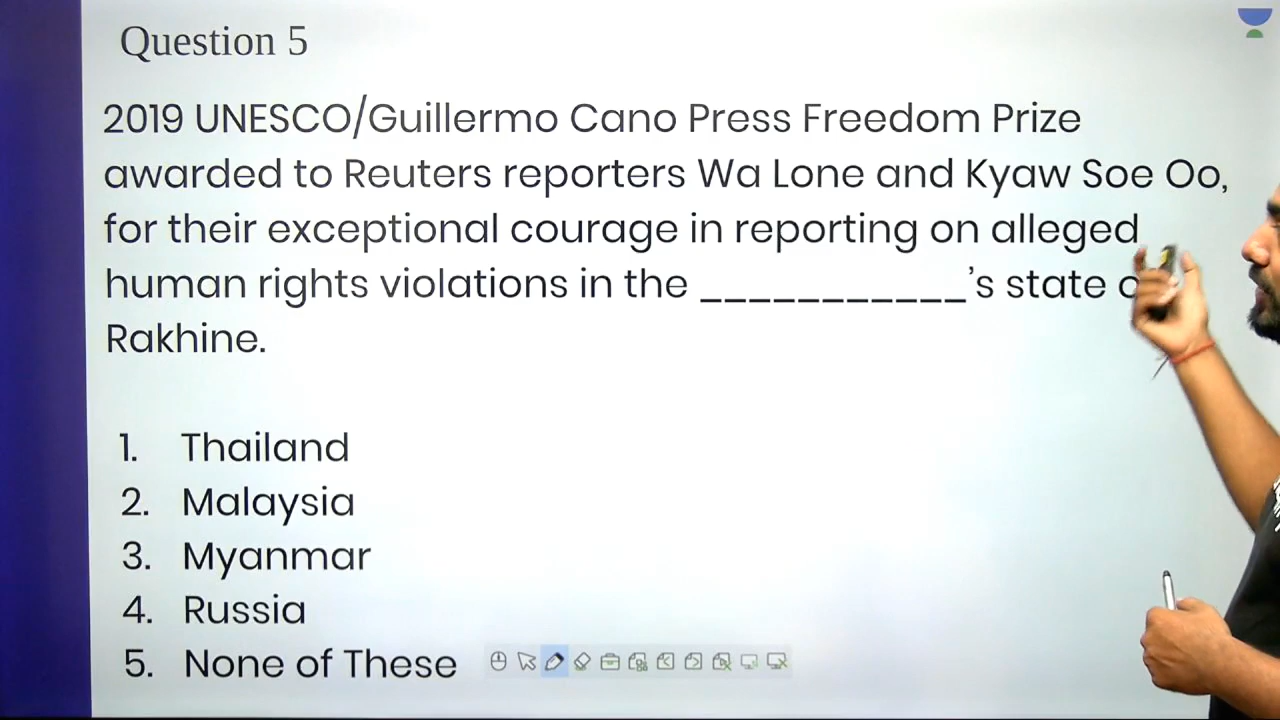 Question 5
2019 UNESCO/Guillermo Cano Press Freedom Prize
awarded to Reuters reporters Wa Lone and Kyaw Soe Oo,
for their exceptional courage in reporting on alleged
human rights violations in the ___________'s state
Rakhine.
1. Thailand
2. Malaysia
3. Myanmar
4. Russia
5. None of These